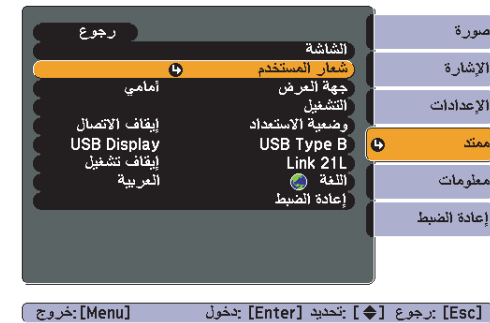 رجوع
الشاشة
شعار المستخدم
جهة العرض أمامي
التشغيل
وضعية الاستعداد إيقاف الاتصال
USB Type B USB Display
Link 21L إيقاف تشغيل
اللغة العربية
إعادة الضبط
صورة
الإشارة
الإعدادات
ممتد
معلومات
إعادة الضبط
[Esc] :رجوع [◆] :تحديد [Enter] :دخول [Menu] :خروج